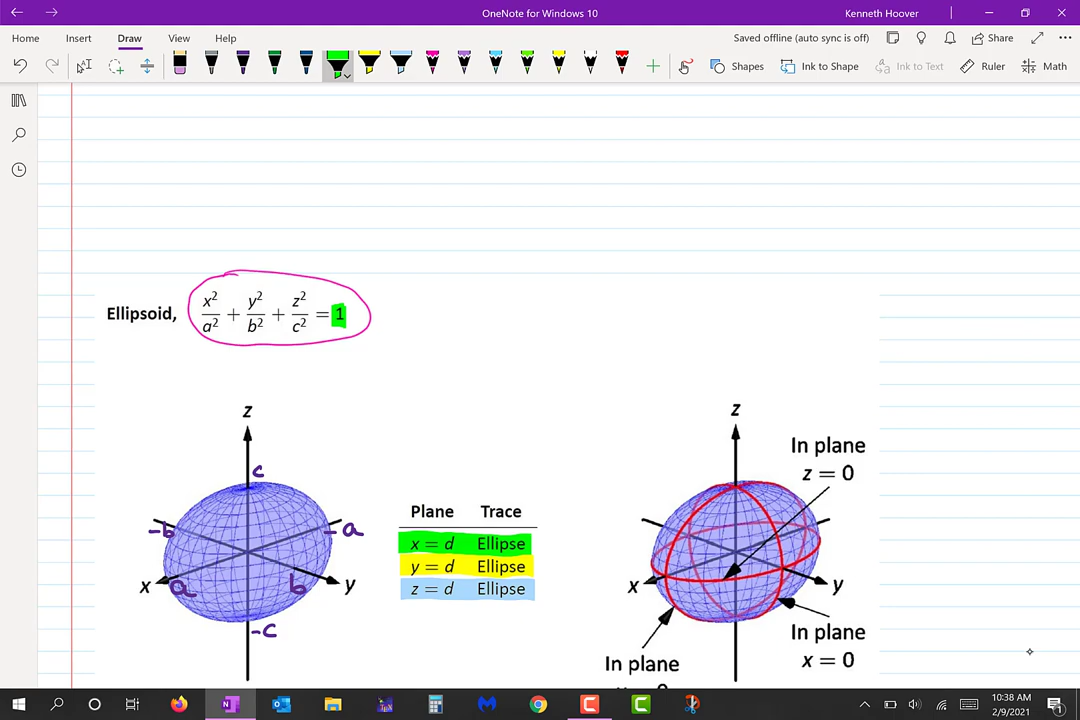 OneNote for Windows 10
Kenneth Hoover
Home Insert Draw View Help
Saved offline (auto sync is off)
Share
Shapes
Ink to Shape
Ink to Text
Ruler
Math
Ellipsoid, x²/a² + y²/b² + z²/c² = 1
z
c
-b
-a
x
a
b
y
-c
Plane Trace
x = d Ellipse
y = d Ellipse
z = d Ellipse
z
In plane
z = 0
x
y
In plane
x = 0
In plane
10:38 AM
2/9/2021